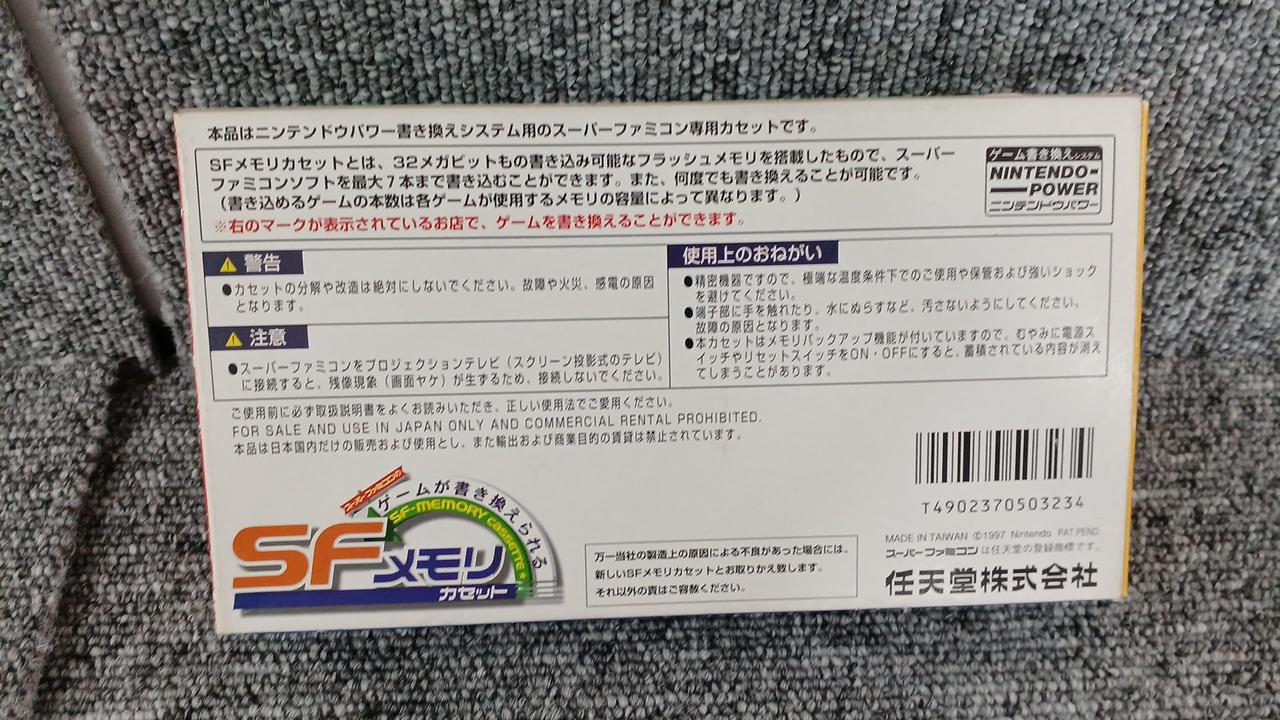 本品はニンテンドウパワー書き換えシステム用のスーパーファミコン専用カセットです。
SFメモリカセットとは、32メガビットもの書き込み可能なフラッシュメモリを搭載したもので、スーパー
ファミコンソフトを最大7本まで書き込むことができます。また、何度でも書き換えることが可能です。
（書き込めるゲームの本数は各ゲームが使用するメモリの容量によって異なります。）
※右のマークが表示されているお店で、ゲームを書き換えることができます。
ゲーム書き換えシステム
NINTENDO-
POWER
ニンテンドウパワー
警告
●カセットの分解や改造は絶対にしないでください。故障や火災、感電の原因
となります。
注意
●スーパーファミコンをプロジェクションテレビ（スクリーン投影式のテレビ）
に接続すると、残像現象（画面ヤケ）が生ずるため、接続しないでください。
使用上のおねがい
●精密機器ですので、極端な温度条件下でのご使用や保管および強いショック
を避けてください。
●端子部に手を触れたり、水にぬらすなど、汚さないようにしてください。
故障の原因となります。
●本カセットはメモリバックアップ機能が付いていますので、むやみに電源ス
イッチやリセットスイッチをON・OFFにすると、蓄積されている内容が消え
てしまうことがあります。
ご使用前に必ず取扱説明書をよくお読みいただき、正しい使用法でご愛用ください。
FOR SALE AND USE IN JAPAN ONLY AND COMMERCIAL RENTAL PROHIBITED.
本品は日本国内だけの販売および使用とし、また輸出および商業目的の賃貸は禁止されています。
スーパーファミコンの
ゲームが書き換えられる
SF-MEMORY CASSETTE
SFメモリ
カセット
万一当社の製造上の原因による不良があった場合には、
新しいSFメモリカセットとお取りかえ致します。
それ以外の責はご容赦ください。
T4902370503234
MADE IN TAIWAN ©1997 Nintendo PAT.PEND
スーパーファミコンは任天堂の登録商標です。
任天堂株式会社